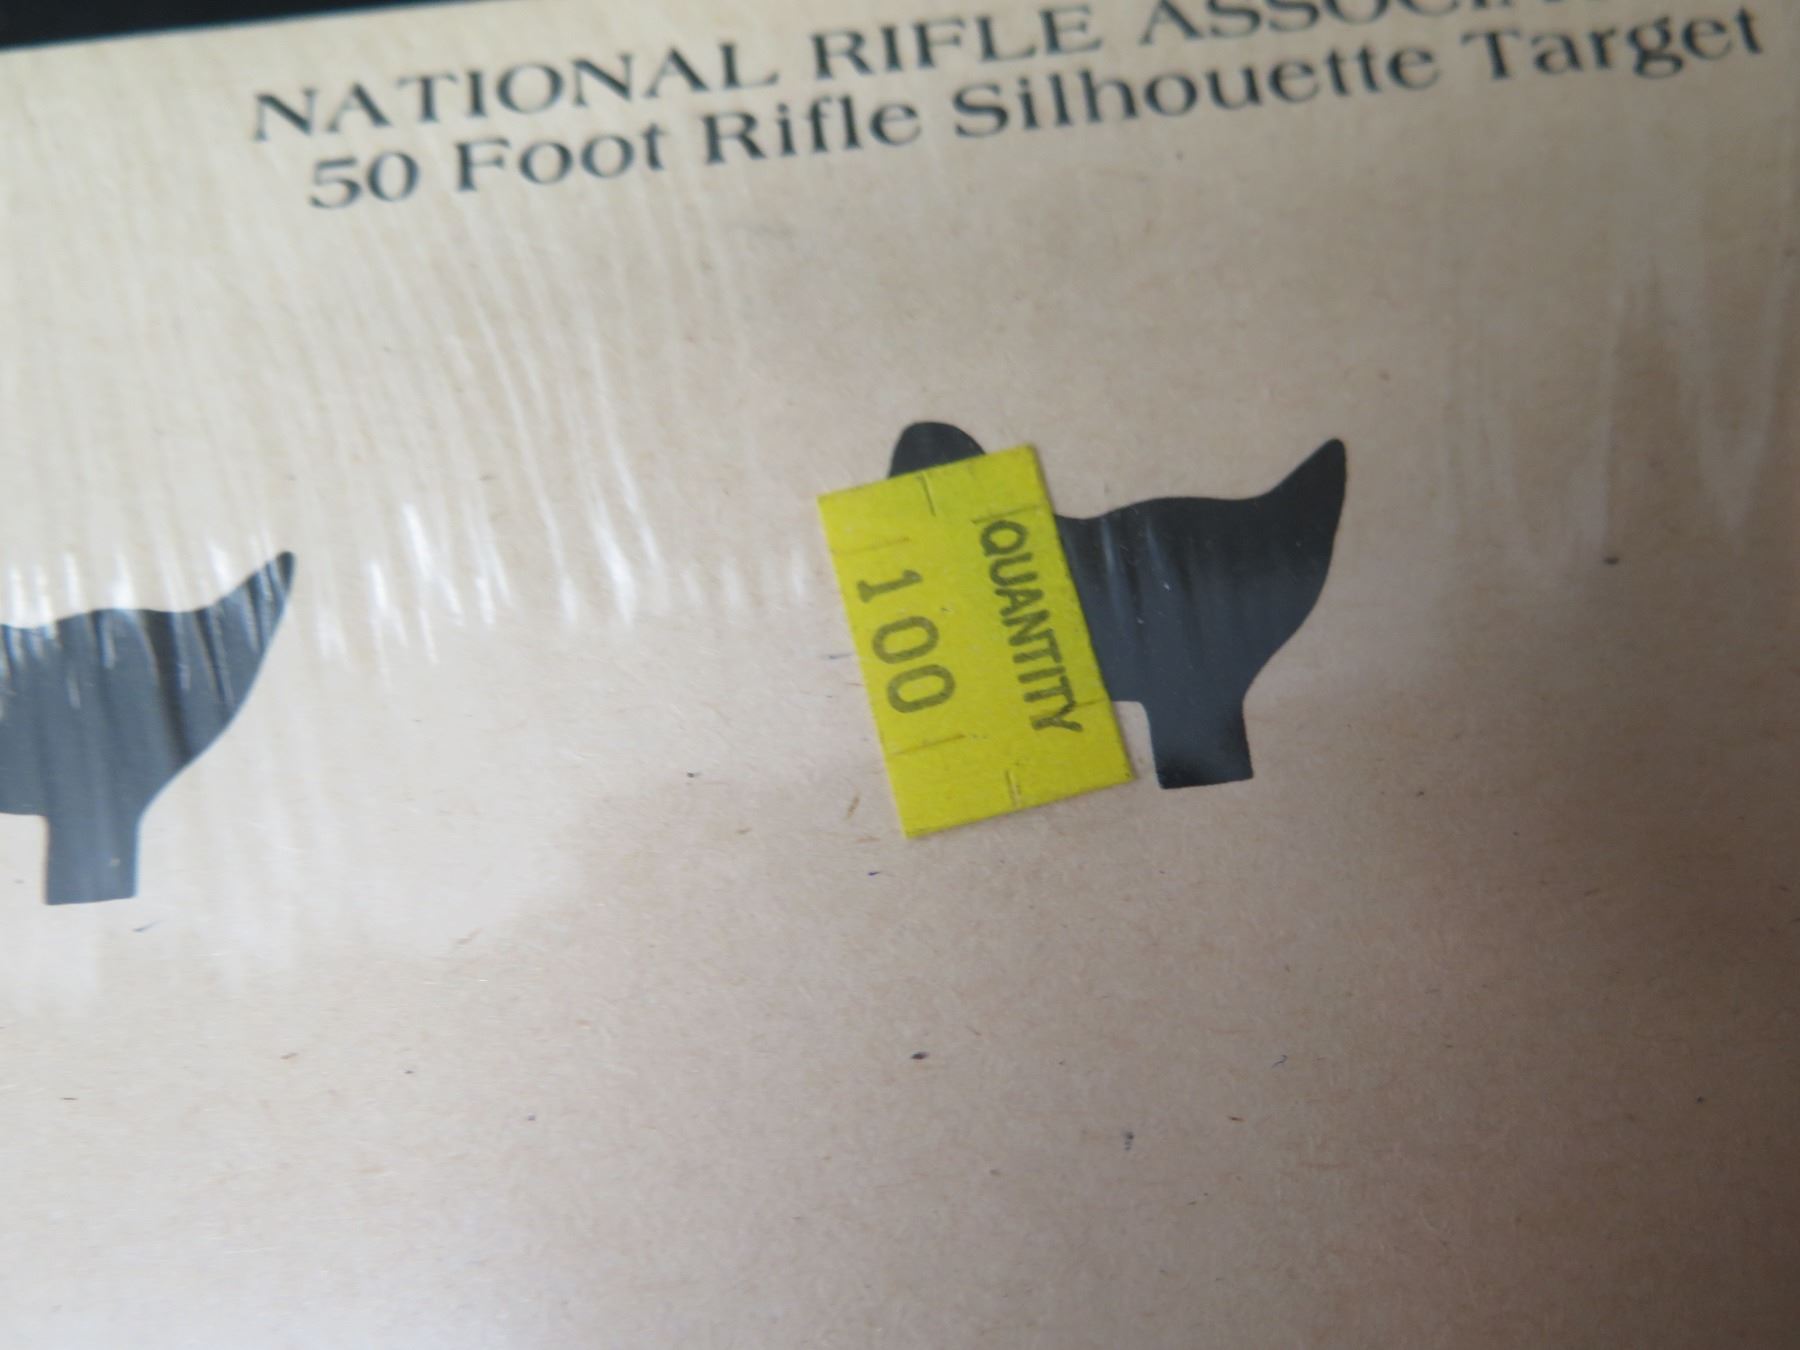 NATIONAL RIFLE
50 Foot Rifle Silhouette Target
QUANTITY
100